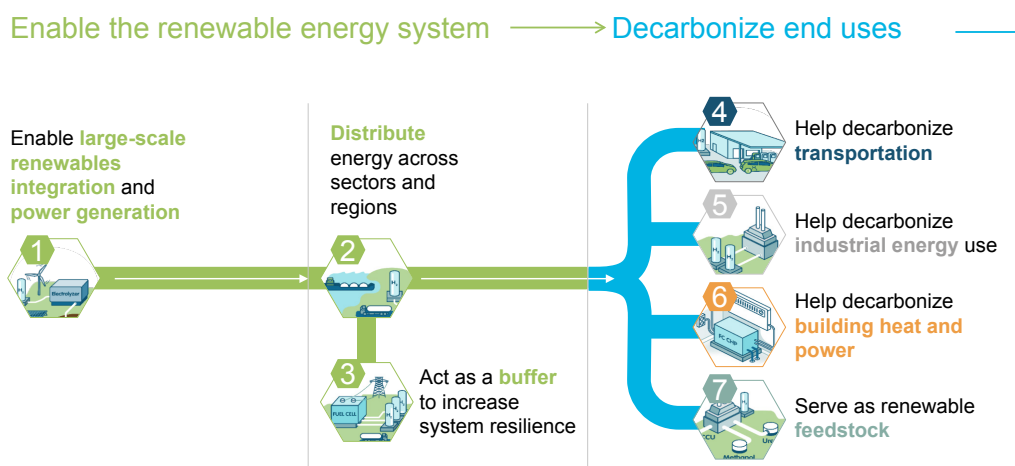 Enable the renewable energy system
Decarbonize end uses
Enable large-scale
renewables
integration and
power generation
1
Electrolyzer
H₂
Distribute
energy across
sectors and
regions
2
H₂
3
FUEL CELL
Act as a buffer
to increase
system resilience
4
Help decarbonize
transportation
5
Help decarbonize
industrial energy use
6
FC CHP
Help decarbonize
building heat and
power
7
CCU
Methanol
Serve as renewable
feedstock